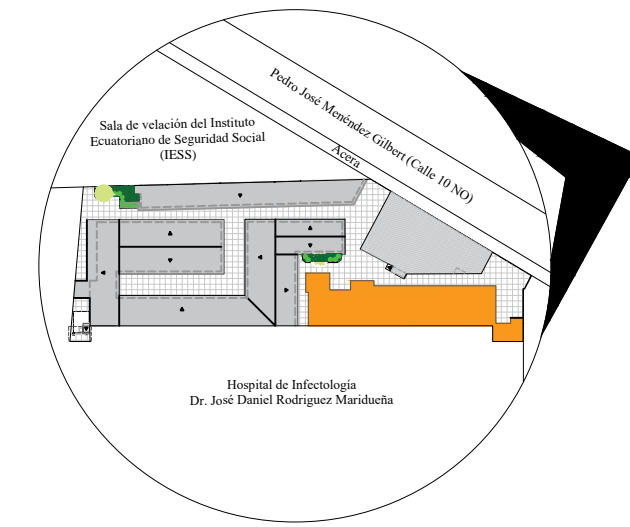 Pedro José Menéndez Gilbert (Calle 10 NO)
Acera
Sala de velación del Instituto
Ecuatoriano de Seguridad Social
(IESS)
Hospital de Infectología
Dr. José Daniel Rodriguez Maridueña